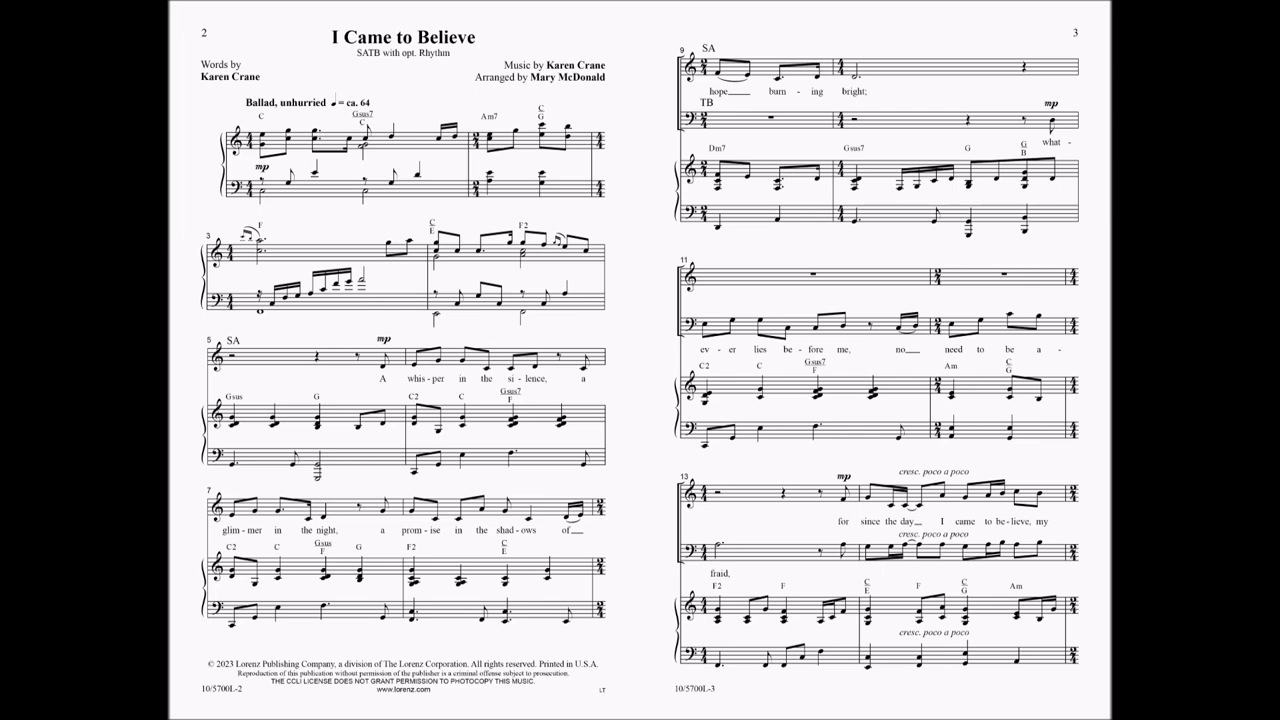 2
I Came to Believe
SATB with opt. Rhythm
Words by
Karen Crane
Music by Karen Crane
Arranged by Mary McDonald
Ballad, unhurried ♩ = ca. 64
C Gsus7 C Am7 C G
mp
3
F C E F2
5
SA mp
A whis-per in the si-lence, a
Gsus G C2 C Gsus7 F
7
glim-mer in the night, a prom-ise in the shad-ows of
C2 C Gsus F G F2 C E
© 2023 Lorenz Publishing Company, a division of The Lorenz Corporation. All rights reserved. Printed in U.S.A.
Reproduction of this publication without permission of the publisher is a criminal offense subject to prosecution.
THE CCLI LICENSE DOES NOT GRANT PERMISSION TO PHOTOCOPY THIS MUSIC.
www.lorenz.com
10/5700L-2
LT
3
9
SA
hope burn - ing bright;
TB mp
what -
Dm7 Gsus7 G G B
11
ev - er lies be - fore me, no need to be a -
C2 C Gsus7 F Am C G
13
mp cresc. poco a poco
for since the day I came to be-lieve, my
cresc. poco a poco
fraid,
F2 F C E F C G Am
cresc. poco a poco
10/5700L-3